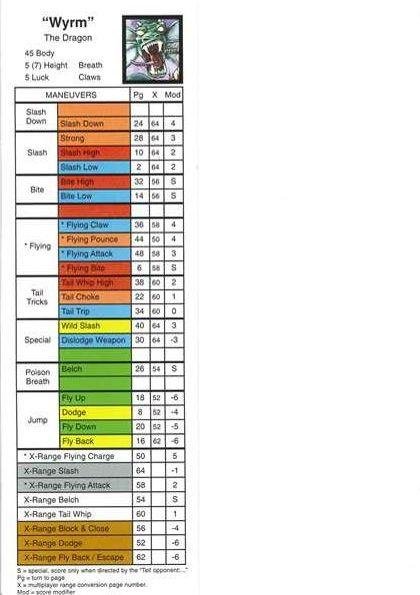 "Wyrm"
The Dragon
45 Body
5 (7) Height Breath
5 Luck Claws
MANEUVERS Pg X Mod
Slash Down
Slash Down 24 64 4
Slash
Strong 28 64 3
Slash High 10 64 2
Slash Low 2 64 2
Bite
Bite High 32 56 S
Bite Low 14 56 S
* Flying
* Flying Claw 36 58 4
* Flying Pounce 44 50 4
* Flying Attack 48 58 3
* Flying Bite 6 58 S
Tail Tricks
Tail Whip High 38 60 2
Tail Choke 22 60 1
Tail Trip 34 60 0
Special
Wild Slash 40 64 3
Dislodge Weapon 30 64 -3
Poison Breath
Belch 26 54 S
Jump
Fly Up 18 52 -6
Dodge 8 52 -4
Fly Down 20 52 -5
Fly Back 16 62 -6
* X-Range Flying Charge 50 5
X-Range Slash 64 -1
* X-Range Flying Attack 58 2
X-Range Belch 54 S
X-Range Tail Whip 60 1
X-Range Block & Close 56 -4
X-Range Dodge 52 -6
X-Range Fly Back / Escape 62 -6
S = special, score only when directed by the "Tell opponent:..."
Pg = turn to page
X = multiplayer range conversion page number.
Mod = score modifier